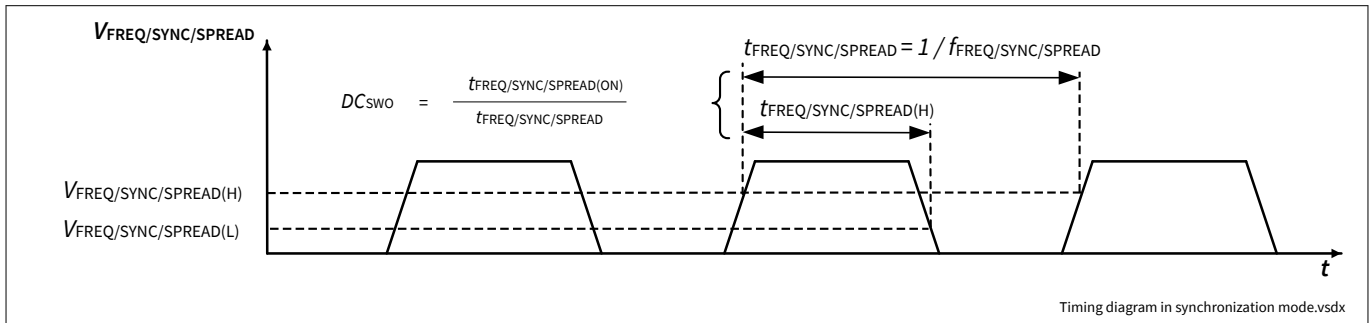 VFREQ/SYNC/SPREAD
tFREQ/SYNC/SPREAD = 1 / fFREQ/SYNC/SPREAD
DCSWO = tFREQ/SYNC/SPREAD(ON)
tFREQ/SYNC/SPREAD
tFREQ/SYNC/SPREAD(H)
VFREQ/SYNC/SPREAD(H)
VFREQ/SYNC/SPREAD(L)
t
Timing diagram in synchronization mode.vsdx